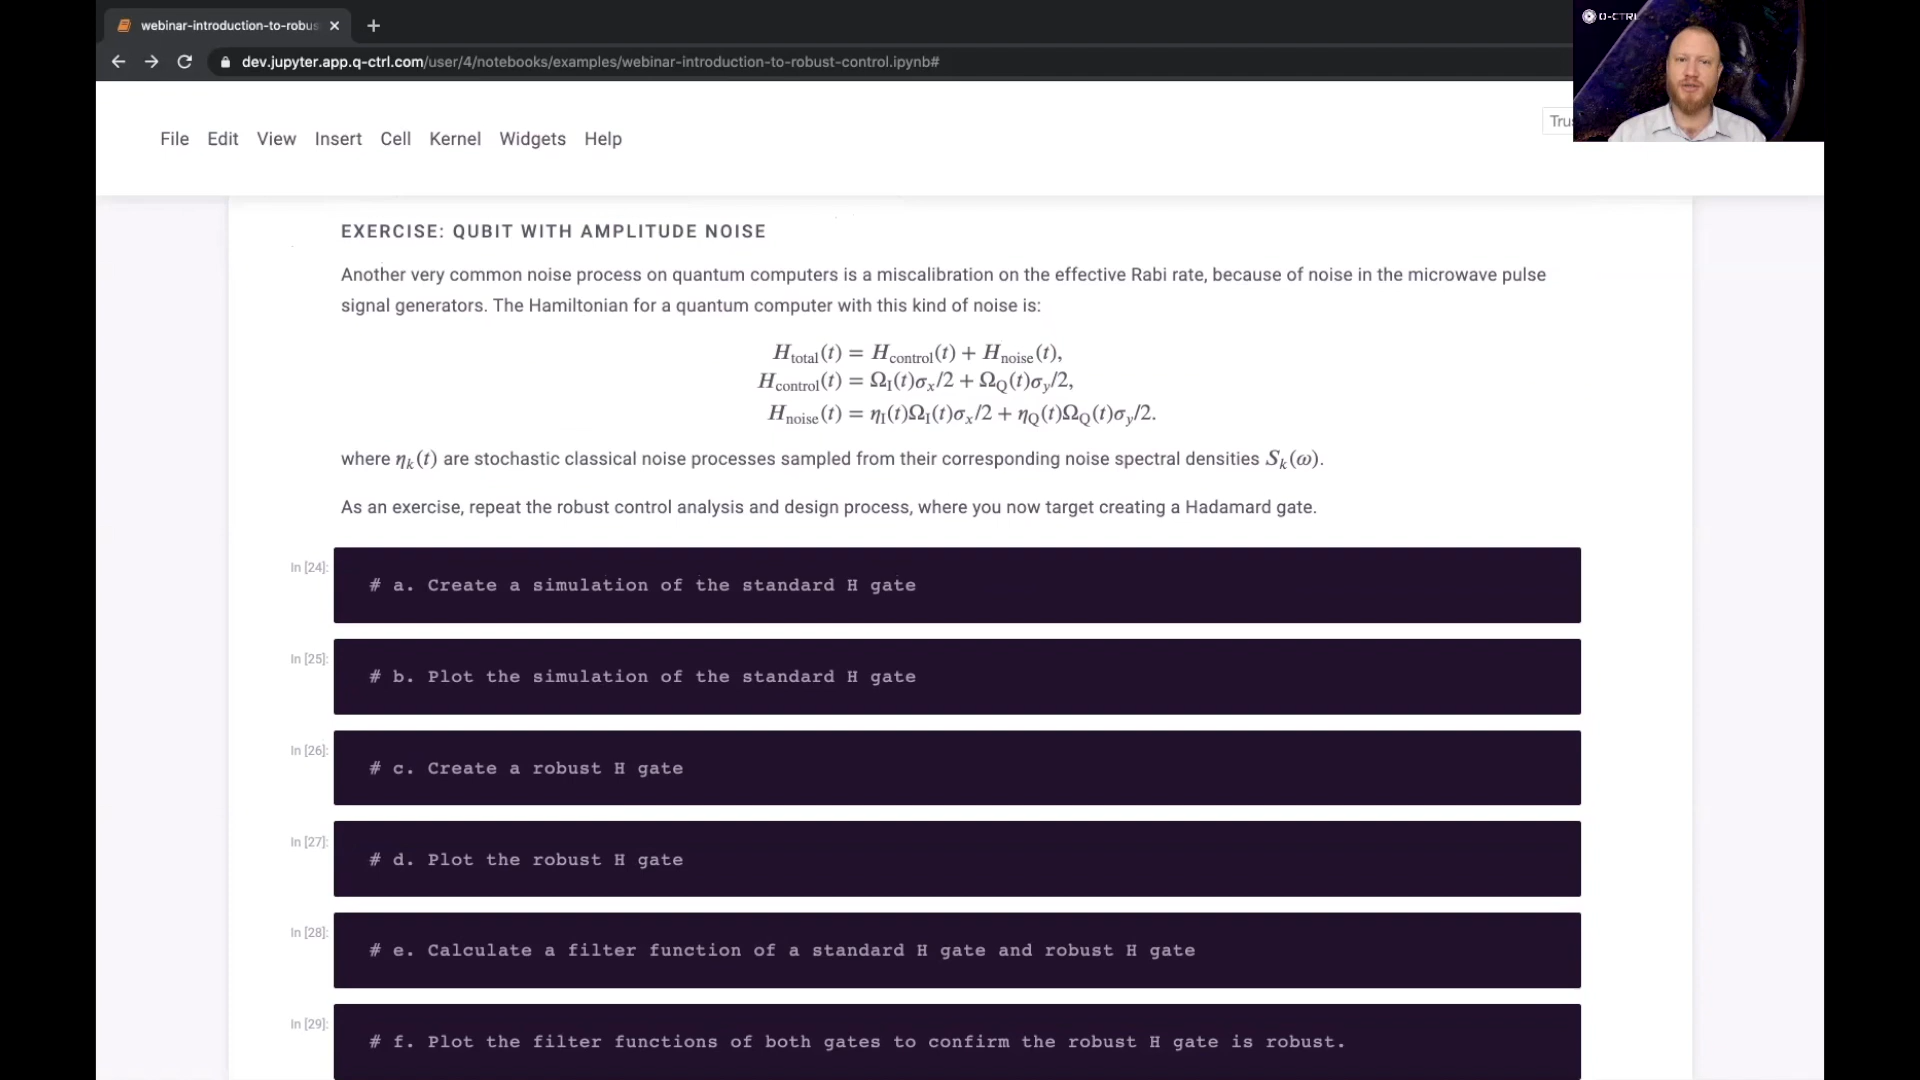 webinar-introduction-to-robus
dev.jupyter.app.q-ctrl.com/user/4/notebooks/examples/webinar-introduction-to-robust-control.ipynb#
Q-CTRL
File Edit View Insert Cell Kernel Widgets Help
Trus
EXERCISE: QUBIT WITH AMPLITUDE NOISE
Another very common noise process on quantum computers is a miscalibration on the effective Rabi rate, because of noise in the microwave pulse
signal generators. The Hamiltonian for a quantum computer with this kind of noise is:
H_total(t) = H_control(t) + H_noise(t),
H_control(t) = Ω_I(t)σ_x/2 + Ω_Q(t)σ_y/2,
H_noise(t) = η_I(t)Ω_I(t)σ_x/2 + η_Q(t)Ω_Q(t)σ_y/2.
where η_k(t) are stochastic classical noise processes sampled from their corresponding noise spectral densities S_k(ω).
As an exercise, repeat the robust control analysis and design process, where you now target creating a Hadamard gate.
In [24]: # a. Create a simulation of the standard H gate
In [25]: # b. Plot the simulation of the standard H gate
In [26]: # c. Create a robust H gate
In [27]: # d. Plot the robust H gate
In [28]: # e. Calculate a filter function of a standard H gate and robust H gate
In [29]: # f. Plot the filter functions of both gates to confirm the robust H gate is robust.